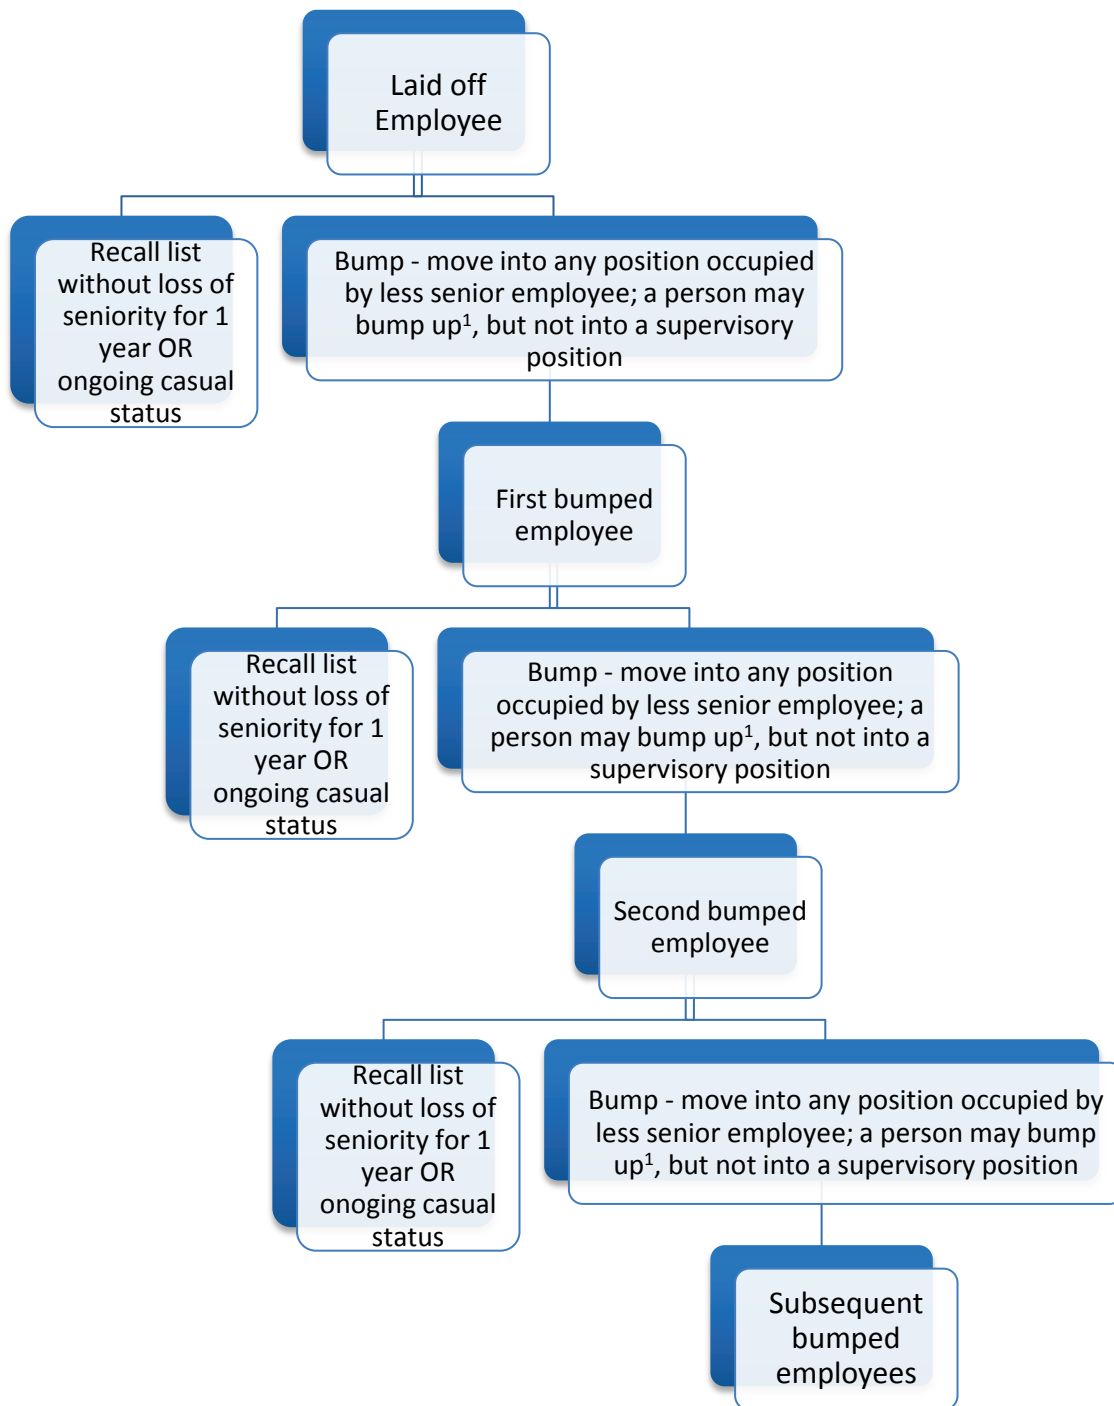 Laid off
Employee
Recall list
without loss of
seniority for 1
year OR
ongoing casual
status
Bump - move into any position occupied
by less senior employee; a person may
bump up¹, but not into a supervisory
position
First bumped
employee
Recall list
without loss of
seniority for 1
year OR
ongoing casual
status
Bump - move into any position
occupied by less senior employee; a
person may bump up¹, but not into a
supervisory position
Second bumped
employee
Recall list
without loss of
seniority for 1
year OR
onoging casual
status
Bump - move into any position occupied by
less senior employee; a person may bump
up¹, but not into a supervisory position
Subsequent
bumped
employees